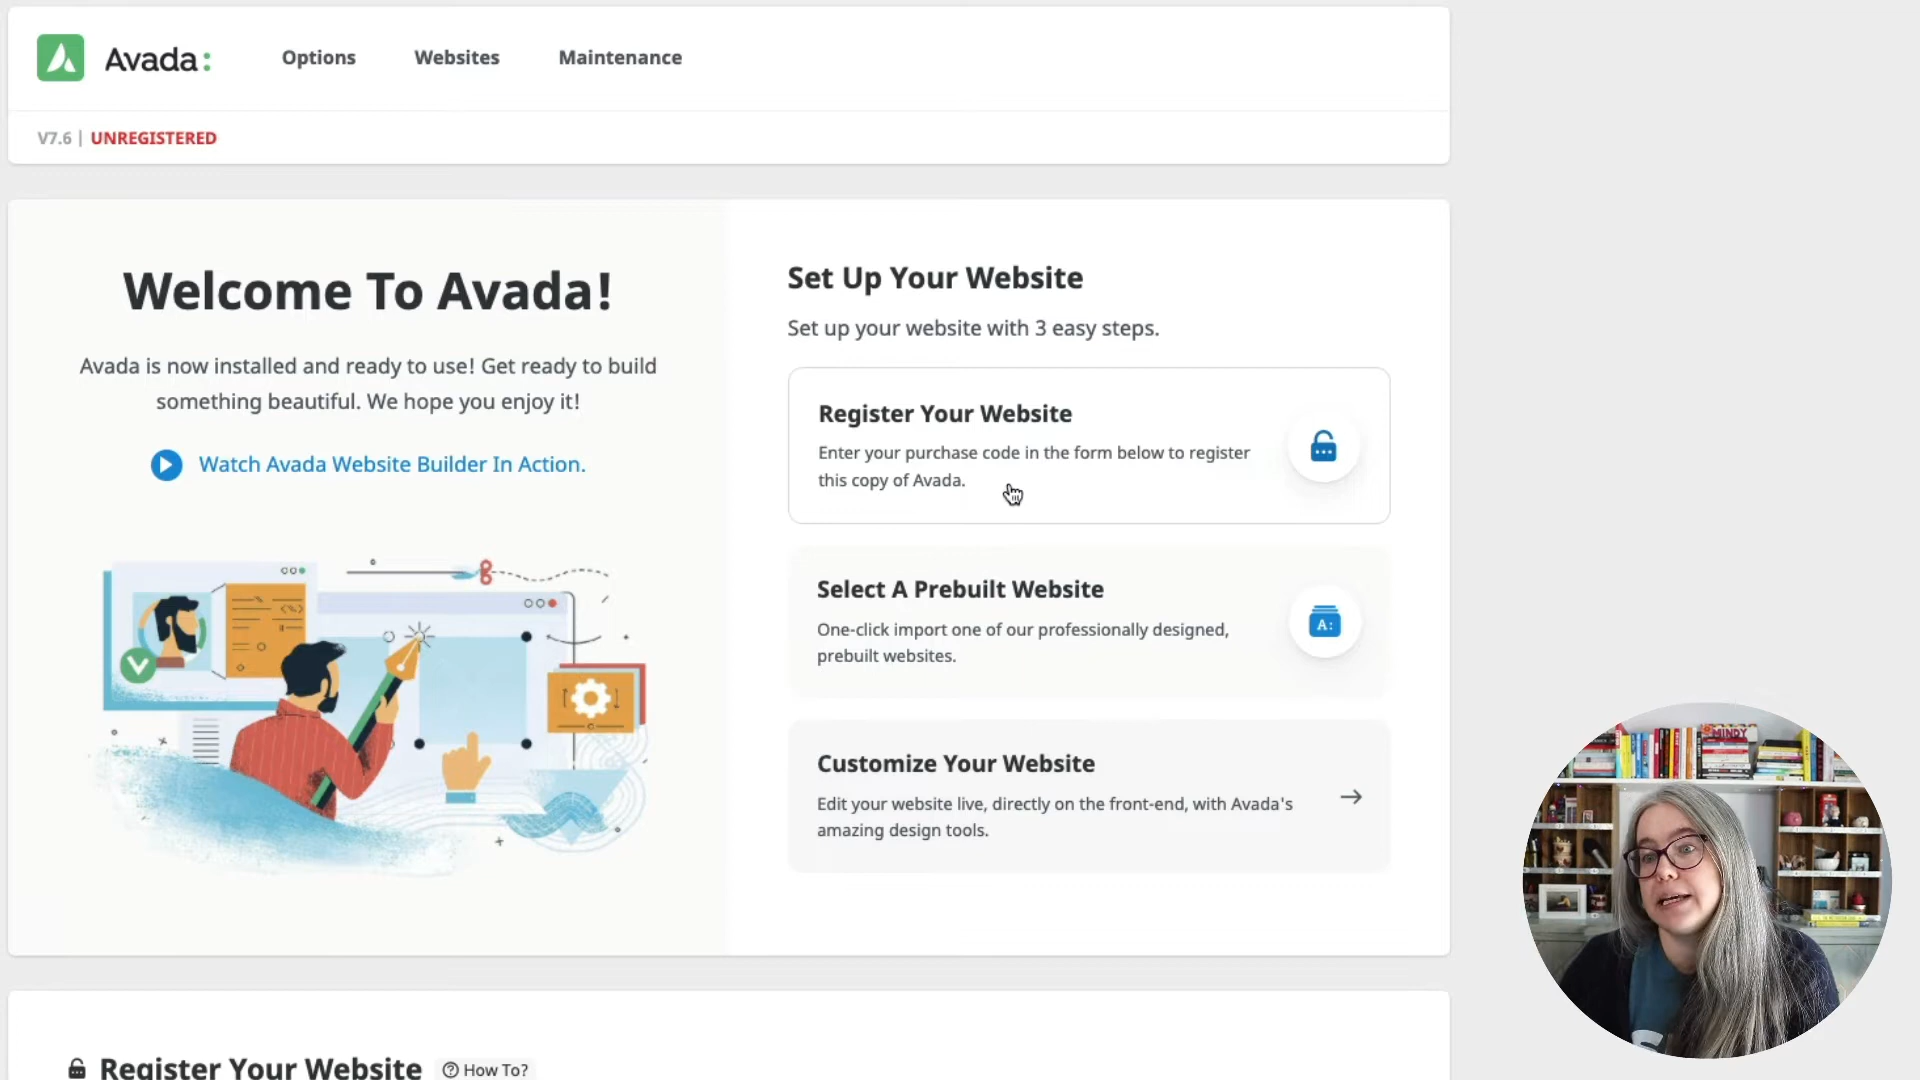 Avada:
Options
Websites
Maintenance
V7.6 | UNREGISTERED
Welcome To Avada!
Avada is now installed and ready to use! Get ready to build
something beautiful. We hope you enjoy it!
Watch Avada Website Builder In Action.
Set Up Your Website
Set up your website with 3 easy steps.
Register Your Website
Enter your purchase code in the form below to register
this copy of Avada.
Select A Prebuilt Website
One-click import one of our professionally designed,
prebuilt websites.
A:
Customize Your Website
Edit your website live, directly on the front-end, with Avada's
amazing design tools.
Register Your Website
How To?
MINDY